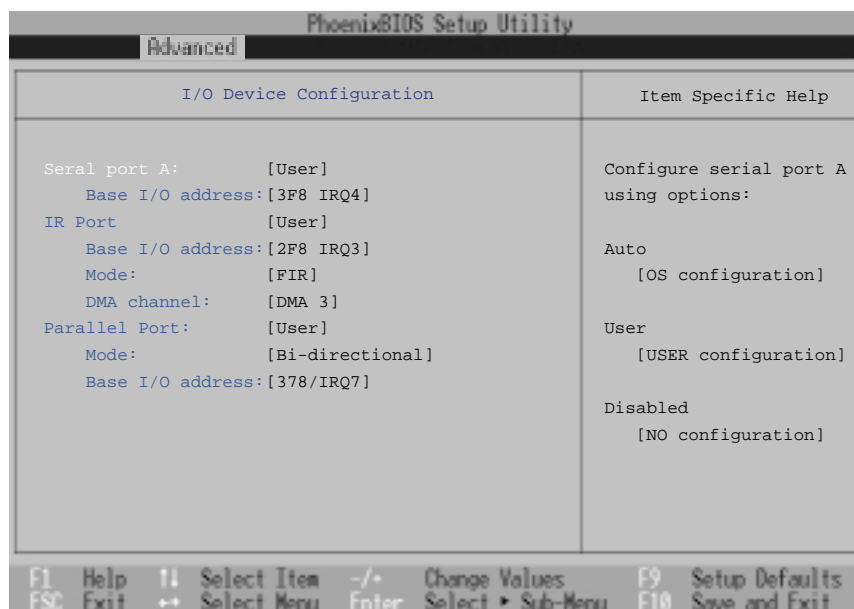 PhoenixBIOS Setup Utility
Advanced
I/O Device Configuration
Item Specific Help
Seral port A: [User]
Base I/O address: [3F8 IRQ4]
IR Port [User]
Base I/O address: [2F8 IRQ3]
Mode: [FIR]
DMA channel: [DMA 3]
Parallel Port: [User]
Mode: [Bi-directional]
Base I/O address: [378/IRQ7]
Configure serial port A
using options:
Auto
[OS configuration]
User
[USER configuration]
Disabled
[NO configuration]
F1 Help ↑↓ Select Item -/+ Change Values F9 Setup Defaults
ESC Exit ↔ Select Menu Enter Select ▸ Sub-Menu F10 Save and Exit